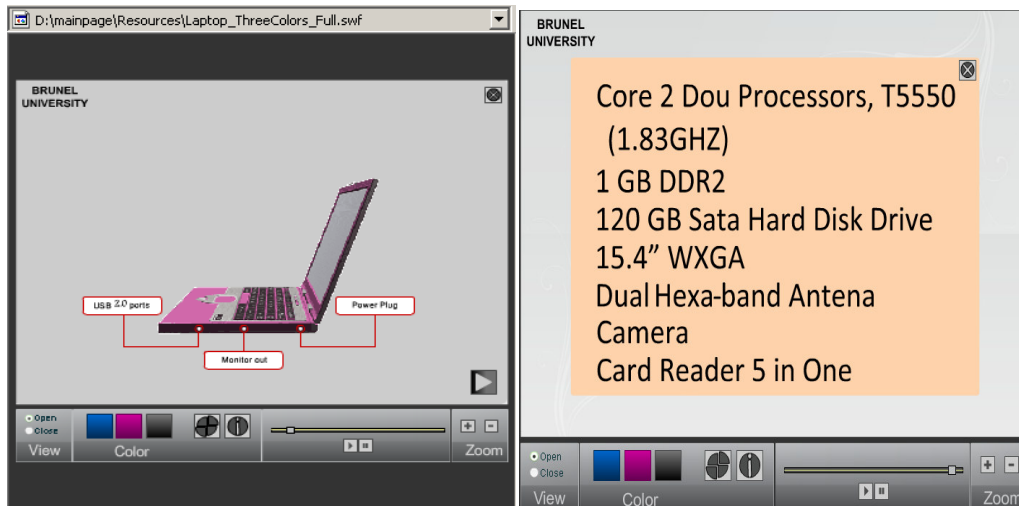 D:\mainpage\Resources\Laptop_ThreeColors_Full.swf
BRUNEL
UNIVERSITY
USB 2.0 ports
Power Plug
Monitor out
Open
Close
View
Color
Zoom
BRUNEL
UNIVERSITY
Core 2 Dou Processors, T5550
(1.83GHZ)
1 GB DDR2
120 GB Sata Hard Disk Drive
15.4” WXGA
Dual Hexa-band Antena
Camera
Card Reader 5 in One
Open
Close
View
Color
Zoom